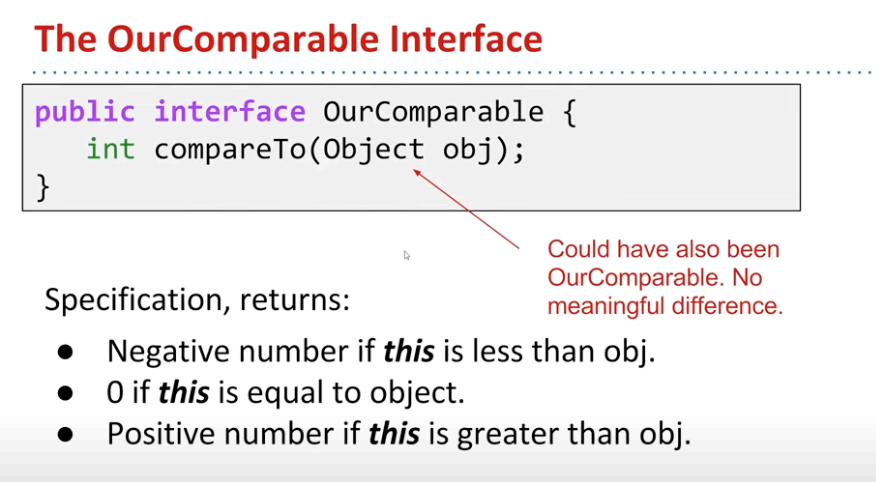 The OurComparable Interface
public interface OurComparable {
int compareTo(Object obj);
}
Could have also been
OurComparable. No
meaningful difference.
Specification, returns:
● Negative number if this is less than obj.
● 0 if this is equal to object.
● Positive number if this is greater than obj.